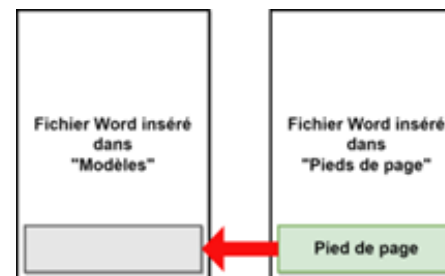 Fichier Word inséré
dans
"Modèles"
Fichier Word inséré
dans
"Pieds de page"
Pied de page